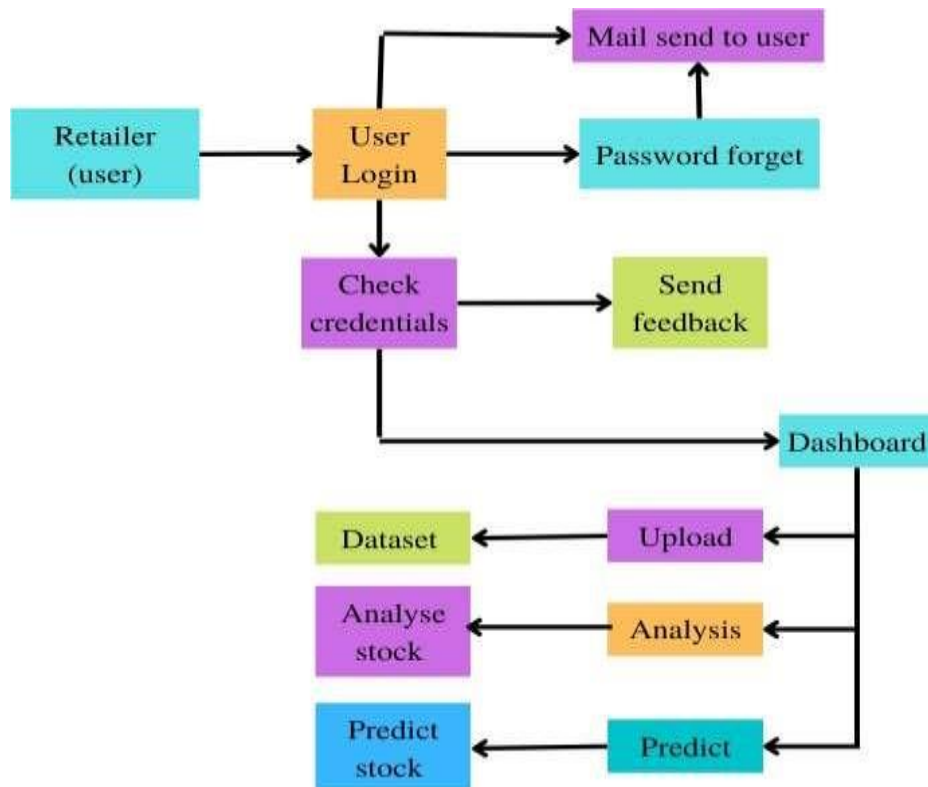 Mail send to user
Retailer
(user)
User
Login
Password forget
Check
credentials
Send
feedback
Dashboard
Dataset
Upload
Analyse
stock
Analysis
Predict
stock
Predict